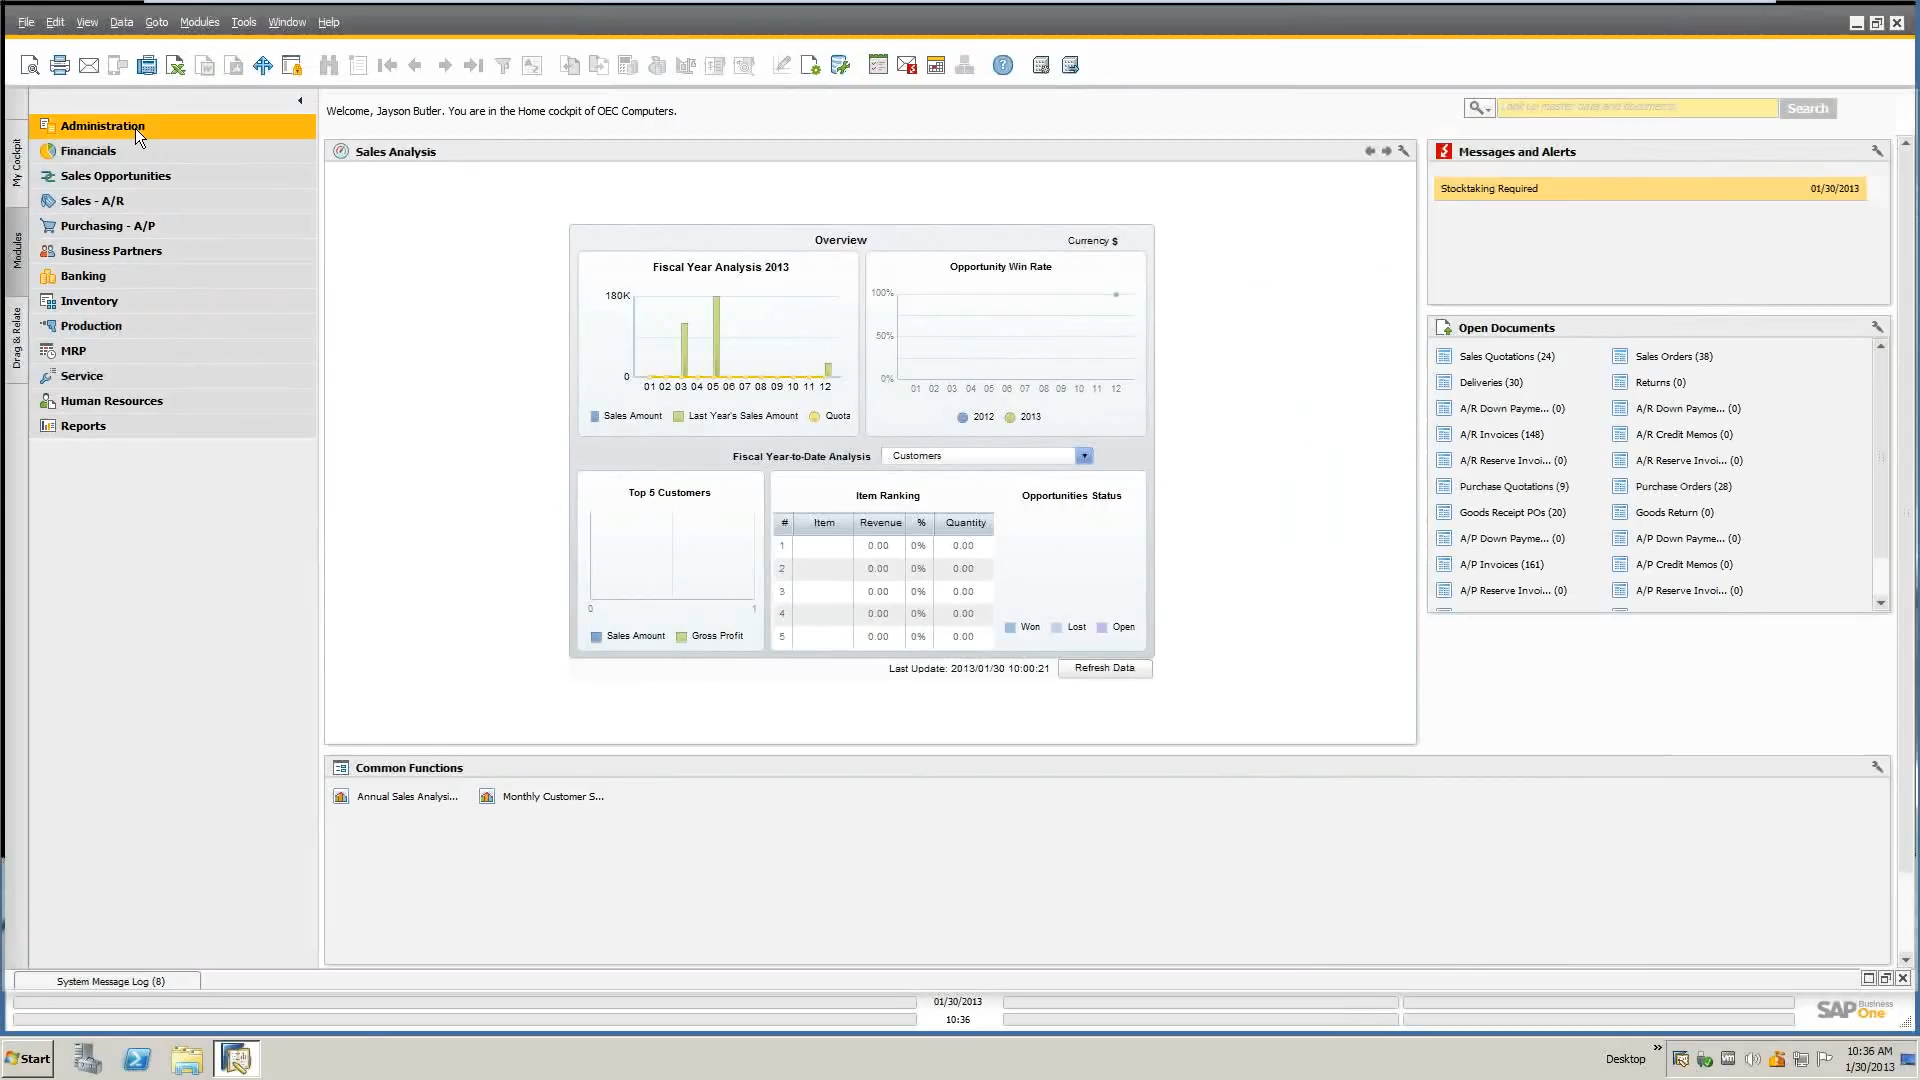 File Edit View Data Goto Modules Tools Window Help
Welcome, Jayson Butler. You are in the Home cockpit of OEC Computers.
Look up master data and documents
Search
My Cockpit
Modules
Drag & Relate
Administration
Financials
Sales Opportunities
Sales - A/R
Purchasing - A/P
Business Partners
Banking
Inventory
Production
MRP
Service
Human Resources
Reports
Sales Analysis
Overview
Currency $
Fiscal Year Analysis 2013
180K
0
01 02 03 04 05 06 07 08 09 10 11 12
Sales Amount Last Year's Sales Amount Quota
Opportunity Win Rate
100%
50%
0%
01 02 03 04 05 06 07 08 09 10 11 12
2012 2013
Fiscal Year-to-Date Analysis Customers
Top 5 Customers
0 1
Sales Amount Gross Profit
Item Ranking
# Item Revenue % Quantity
1 0.00 0% 0.00
2 0.00 0% 0.00
3 0.00 0% 0.00
4 0.00 0% 0.00
5 0.00 0% 0.00
Opportunities Status
Won Lost Open
Last Update: 2013/01/30 10:00:21 Refresh Data
Messages and Alerts
Stocktaking Required 01/30/2013
Open Documents
Sales Quotations (24) Sales Orders (38)
Deliveries (30) Returns (0)
A/R Down Payme... (0) A/R Down Payme... (0)
A/R Invoices (148) A/R Credit Memos (0)
A/R Reserve Invoi... (0) A/R Reserve Invoi... (0)
Purchase Quotations (9) Purchase Orders (28)
Goods Receipt POs (20) Goods Return (0)
A/P Down Payme... (0) A/P Down Payme... (0)
A/P Invoices (161) A/P Credit Memos (0)
A/P Reserve Invoi... (0) A/P Reserve Invoi... (0)
Common Functions
Annual Sales Analysi... Monthly Customer S...
System Message Log (8)
01/30/2013
10:36
SAP Business One
Start
Desktop
10:36 AM
1/30/2013